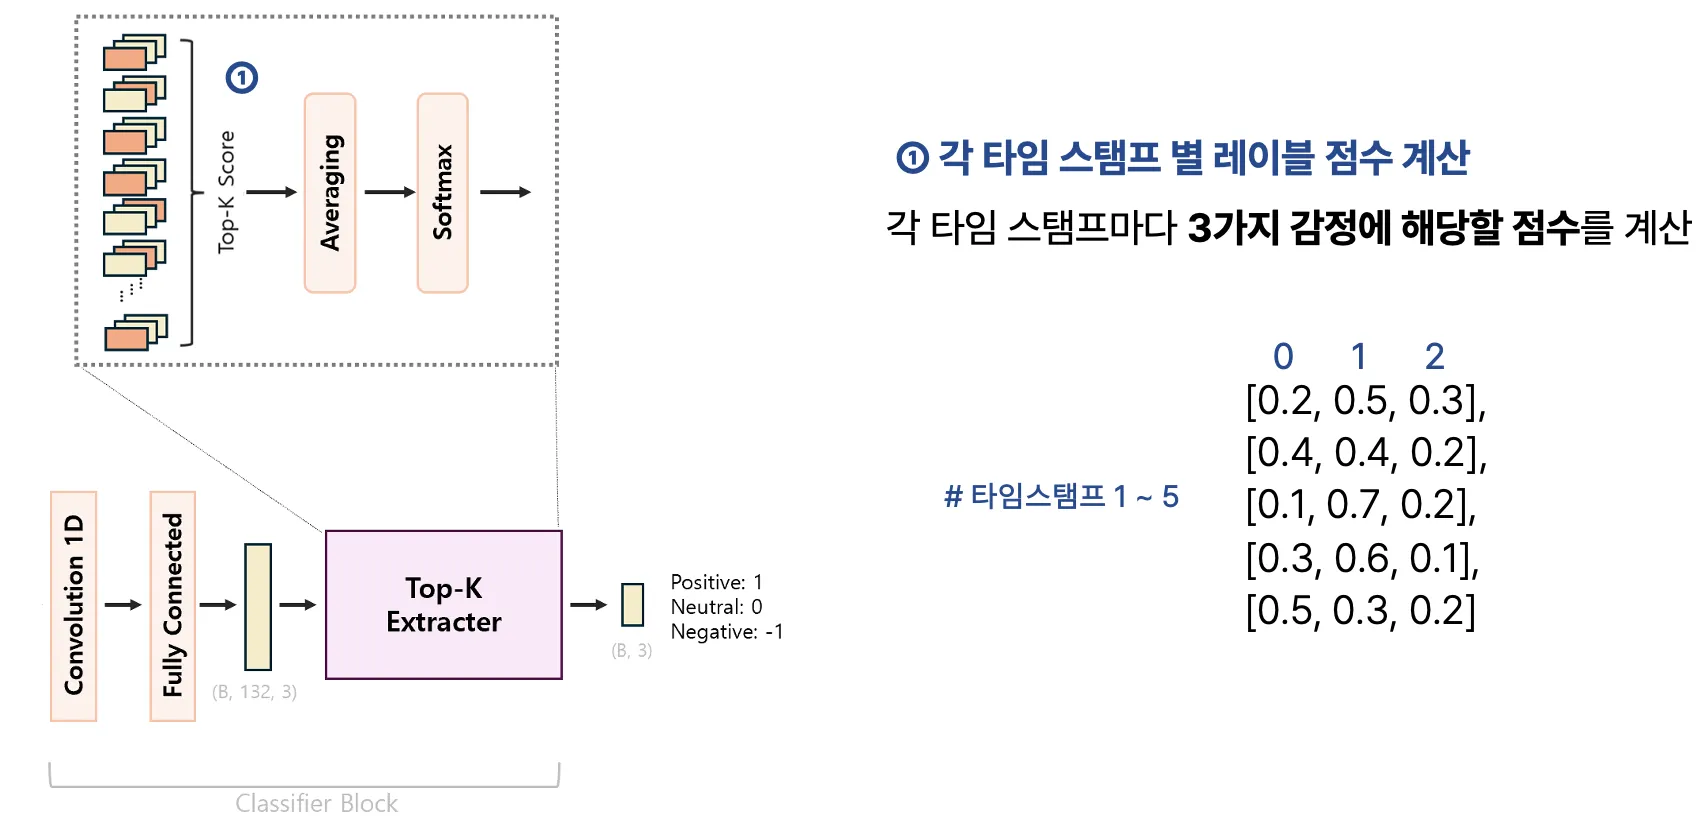 ①
Top-K Score
Averaging
Softmax
Convolution 1D
Fully Connected
(B, 132, 3)
Top-K
Extracter
(B, 3)
Positive: 1
Neutral: 0
Negative: -1
Classifier Block
① 각 타임 스탬프 별 레이블 점수 계산
각 타임 스탬프마다 3가지 감정에 해당할 점수를 계산
0 1 2
[0.2, 0.5, 0.3],
[0.4, 0.4, 0.2],
# 타임스탬프 1 ~ 5
[0.1, 0.7, 0.2],
[0.3, 0.6, 0.1],
[0.5, 0.3, 0.2]